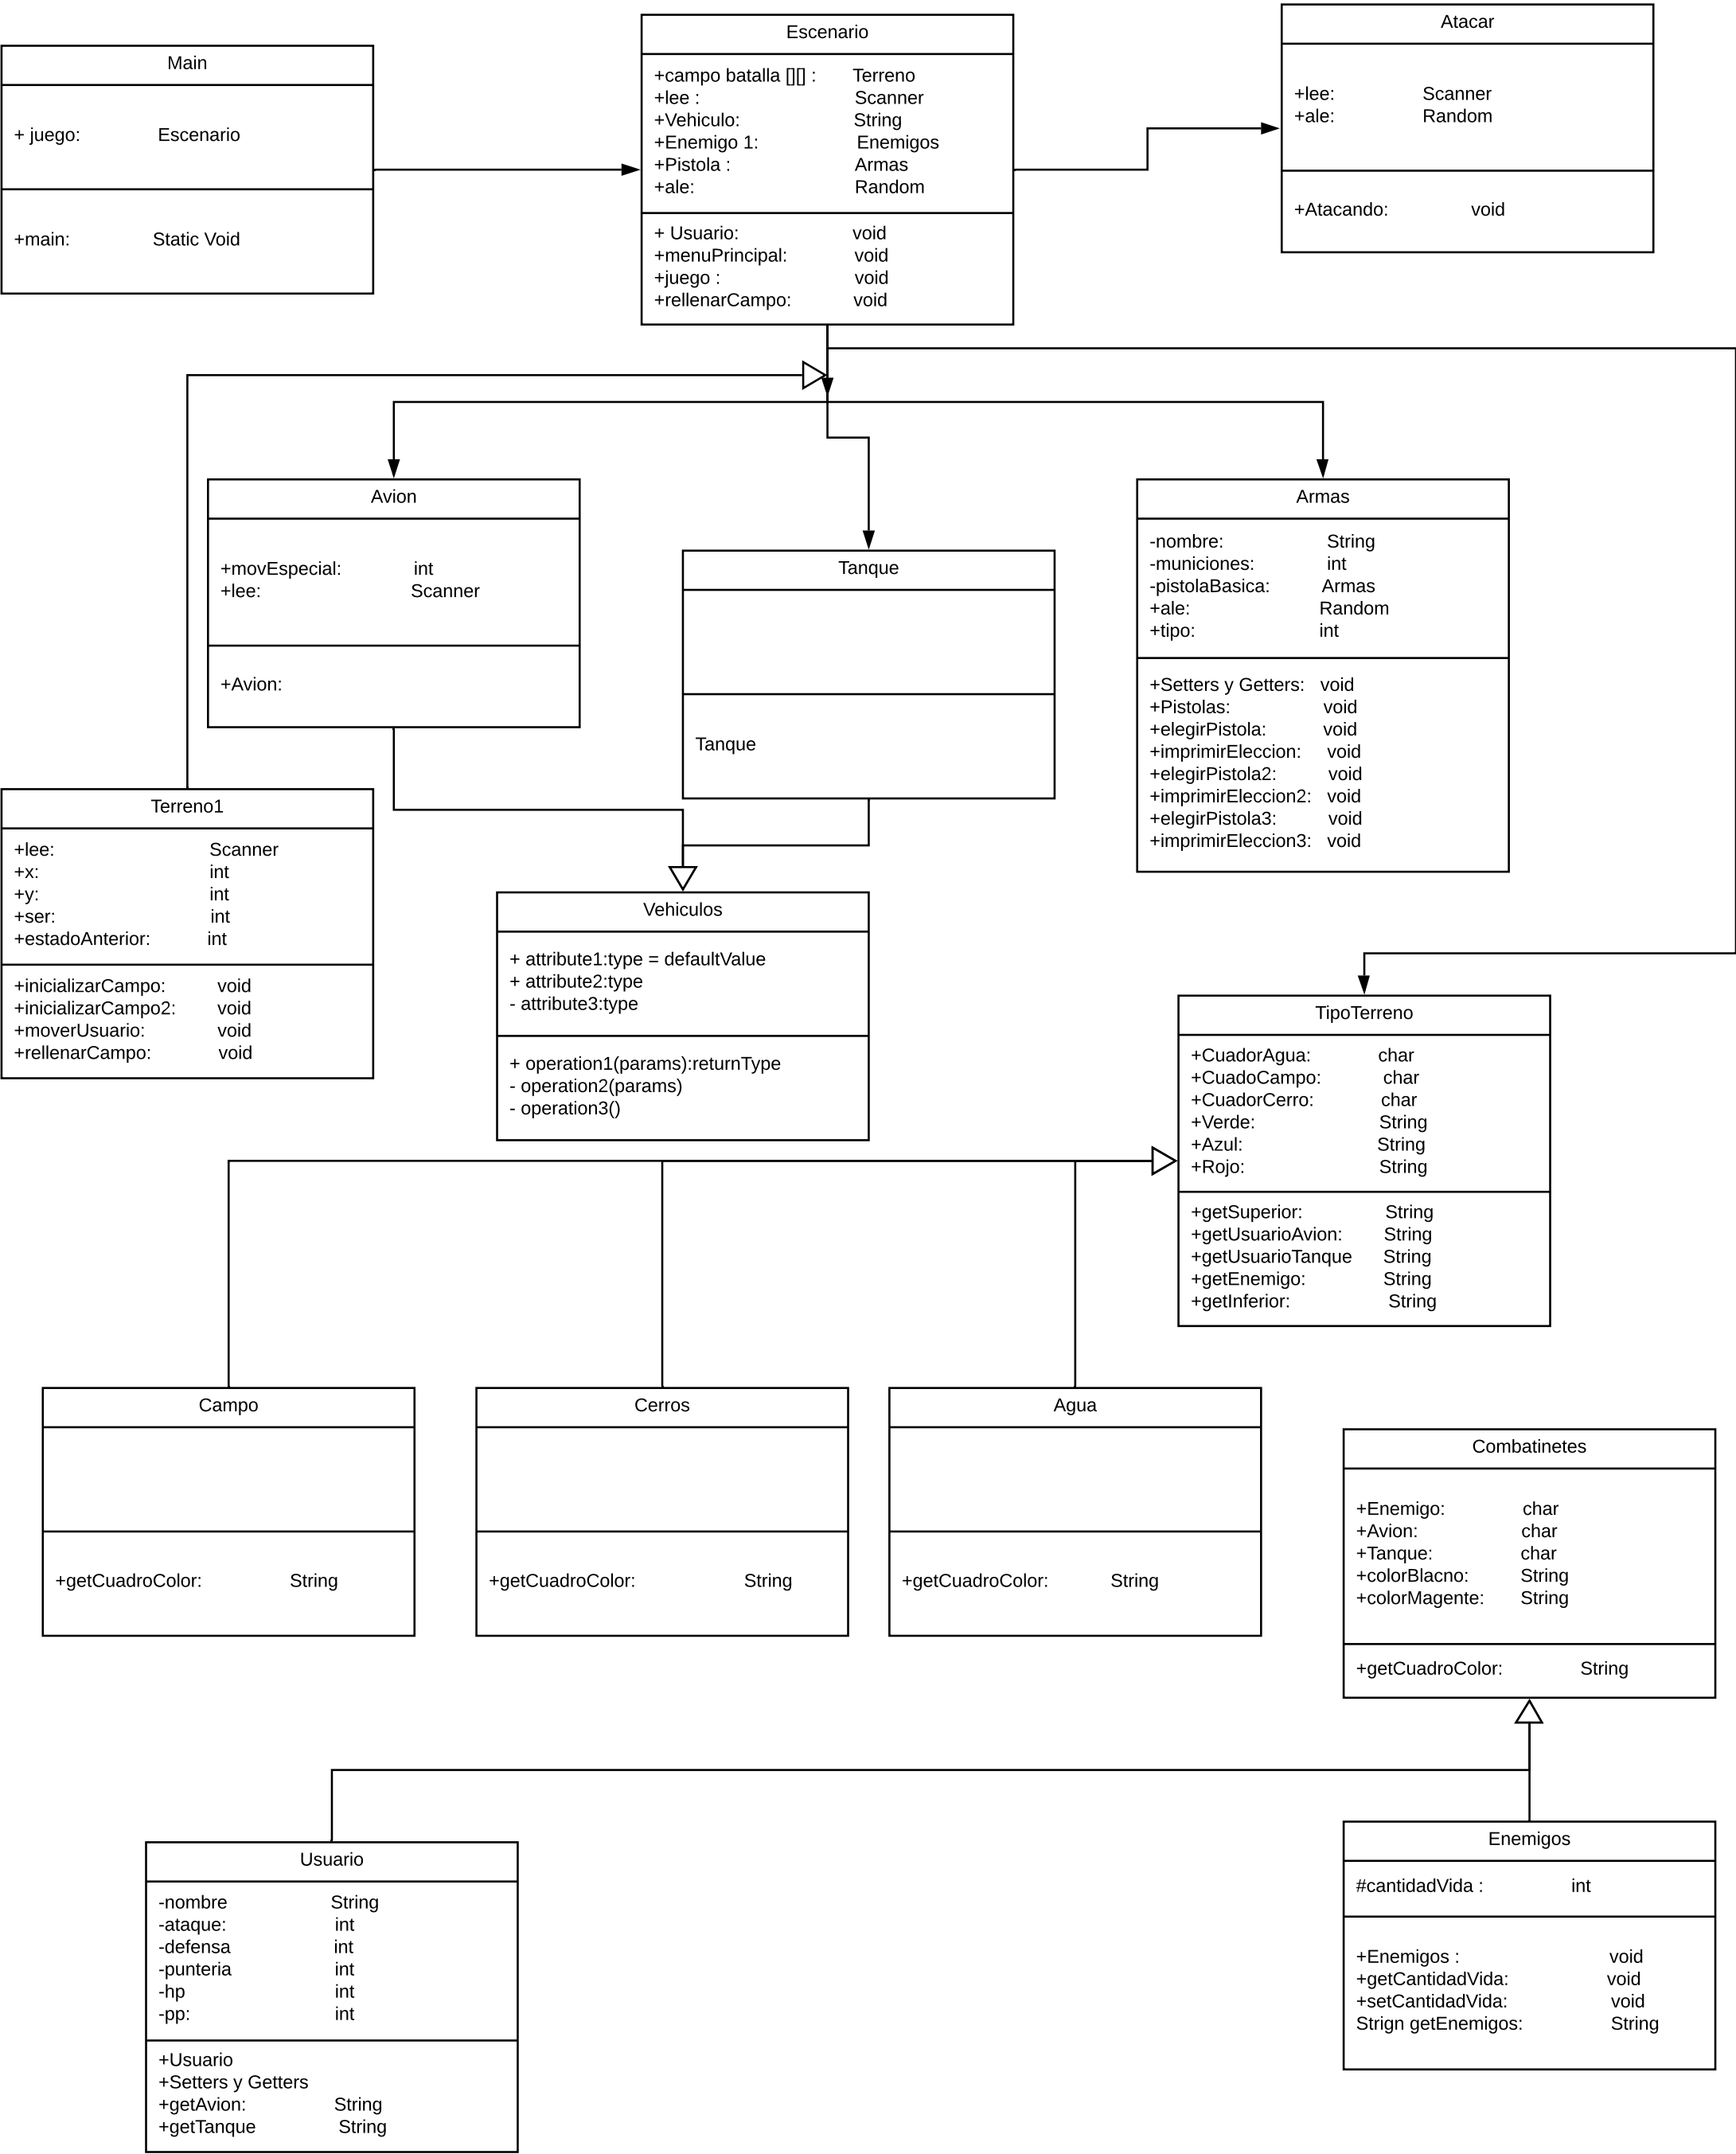 Main
+ juego: Escenario
+main: Static Void
Escenario
+campo batalla [][] : Terreno
+lee : Scanner
+Vehiculo: String
+Enemigo 1: Enemigos
+Pistola : Armas
+ale: Random
+ Usuario: void
+menuPrincipal: void
+juego : void
+rellenarCampo: void
Atacar
+lee: Scanner
+ale: Random
+Atacando: void
Avion
+movEspecial: int
+lee: Scanner
+Avion:
Tanque
Tanque
Armas
-nombre: String
-municiones: int
-pistolaBasica: Armas
+ale: Random
+tipo: int
+Setters y Getters: void
+Pistolas: void
+elegirPistola: void
+imprimirEleccion: void
+elegirPistola2: void
+imprimirEleccion2: void
+elegirPistola3: void
+imprimirEleccion3: void
Terreno1
+lee: Scanner
+x: int
+y: int
+ser: int
+estadoAnterior: int
+inicializarCampo: void
+inicializarCampo2: void
+moverUsuario: void
+rellenarCampo: void
Vehiculos
+ attribute1:type = defaultValue
+ attribute2:type
- attribute3:type
+ operation1(params):returnType
- operation2(params)
- operation3()
TipoTerreno
+CuadorAgua: char
+CuadoCampo: char
+CuadorCerro: char
+Verde: String
+Azul: String
+Rojo: String
+getSuperior: String
+getUsuarioAvion: String
+getUsuarioTanque String
+getEnemigo: String
+getInferior: String
Campo
+getCuadroColor: String
Cerros
+getCuadroColor: String
Agua
+getCuadroColor: String
Combatinetes
+Enemigo: char
+Avion: char
+Tanque: char
+colorBlacno: String
+colorMagente: String
+getCuadroColor: String
Usuario
-nombre String
-ataque: int
-defensa int
-punteria int
-hp int
-pp: int
+Usuario
+Setters y Getters
+getAvion: String
+getTanque String
Enemigos
#cantidadVida : int
+Enemigos : void
+getCantidadVida: void
+setCantidadVida: void
Strign getEnemigos: String